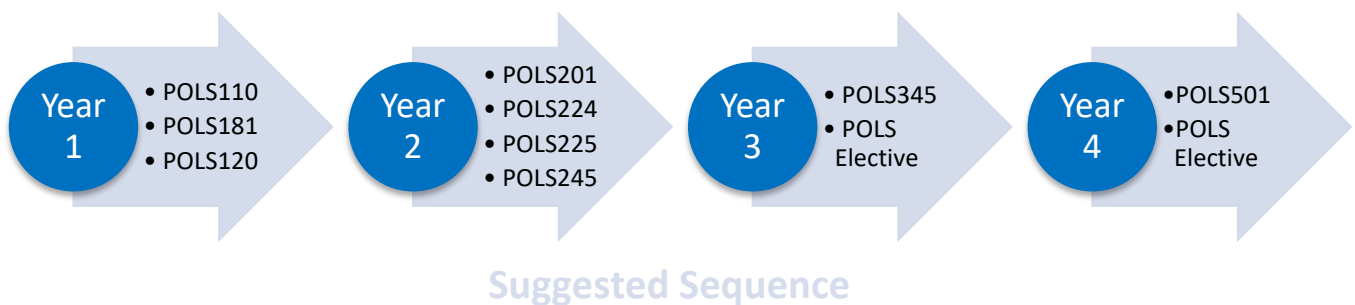 Year
1
• POLS110
• POLS181
• POLS120
Year
2
• POLS201
• POLS224
• POLS225
• POLS245
Year
3
• POLS345
• POLS
Elective
Year
4
•POLS501
•POLS
Elective
Suggested Sequence